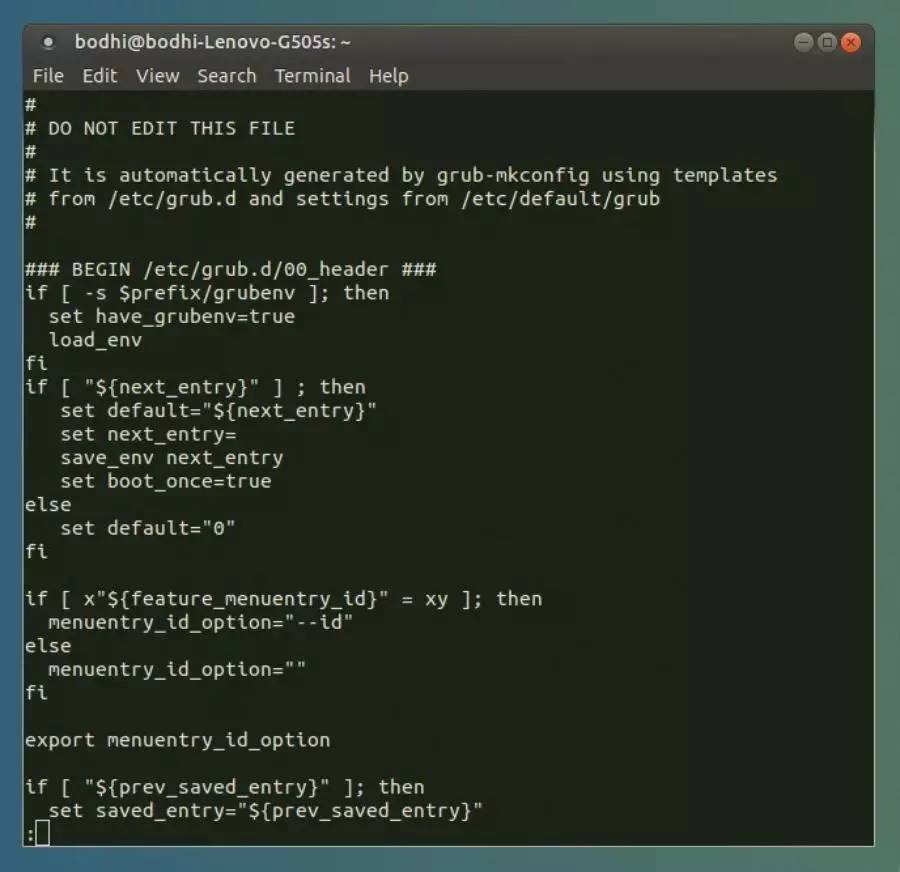 bodhi@bodhi-Lenovo-G505s: ~
File Edit View Search Terminal Help
#
# DO NOT EDIT THIS FILE
#
# It is automatically generated by grub-mkconfig using templates
# from /etc/grub.d and settings from /etc/default/grub
#

### BEGIN /etc/grub.d/00_header ###
if [ -s $prefix/grubenv ]; then
  set have_grubenv=true
  load_env
fi
if [ "${next_entry}" ] ; then
   set default="${next_entry}"
   set next_entry=
   save_env next_entry
   set boot_once=true
else
   set default="0"
fi

if [ x"${feature_menuentry_id}" = xy ]; then
  menuentry_id_option="--id"
else
  menuentry_id_option=""
fi

export menuentry_id_option

if [ "${prev_saved_entry}" ]; then
  set saved_entry="${prev_saved_entry}"
: